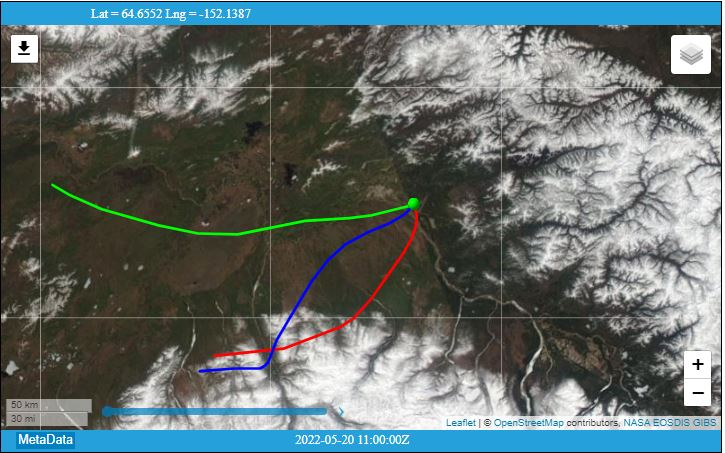 Lat = 64.6552 Lng = -152.1387
+
−
50 km
30 mi
Leaflet | © OpenStreetMap contributors, NASA EOSDIS GIBS
MetaData
2022-05-20 11:00:00Z